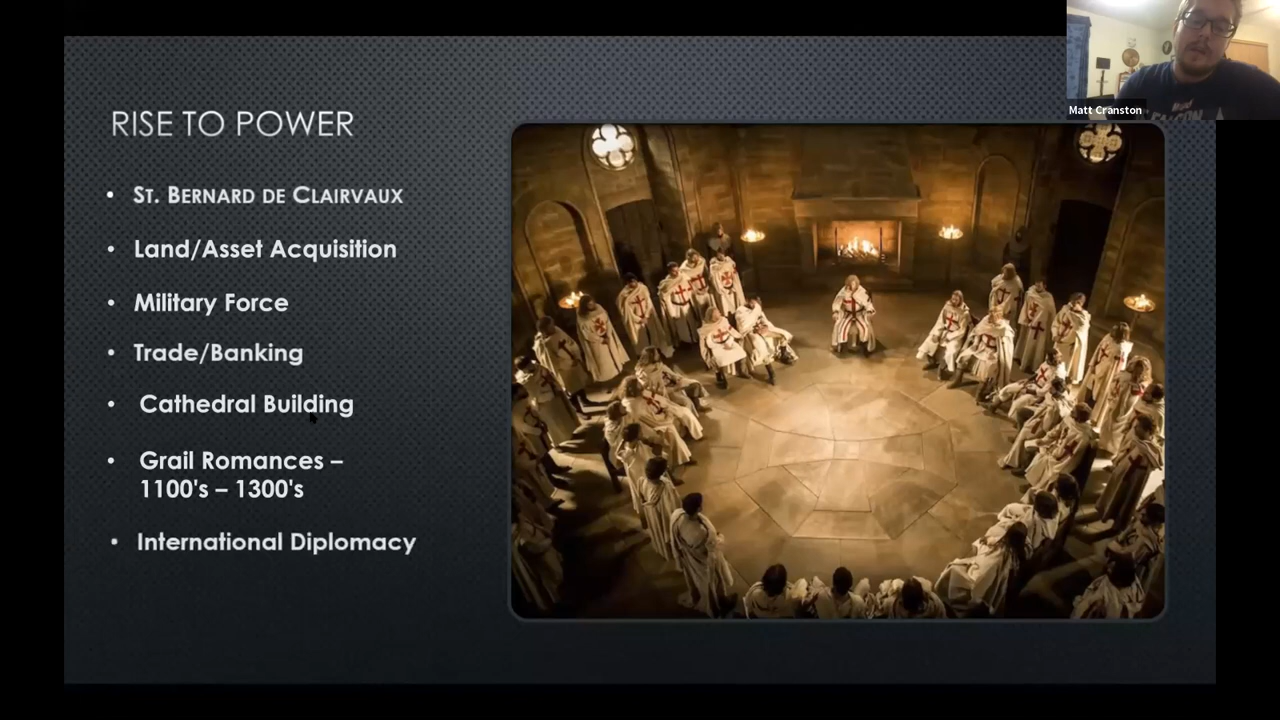 RISE TO POWER
• ST. BERNARD DE CLAIRVAUX
• Land/Asset Acquisition
• Military Force
• Trade/Banking
• Cathedral Building
• Grail Romances –
1100's – 1300's
• International Diplomacy
Matt Cranston